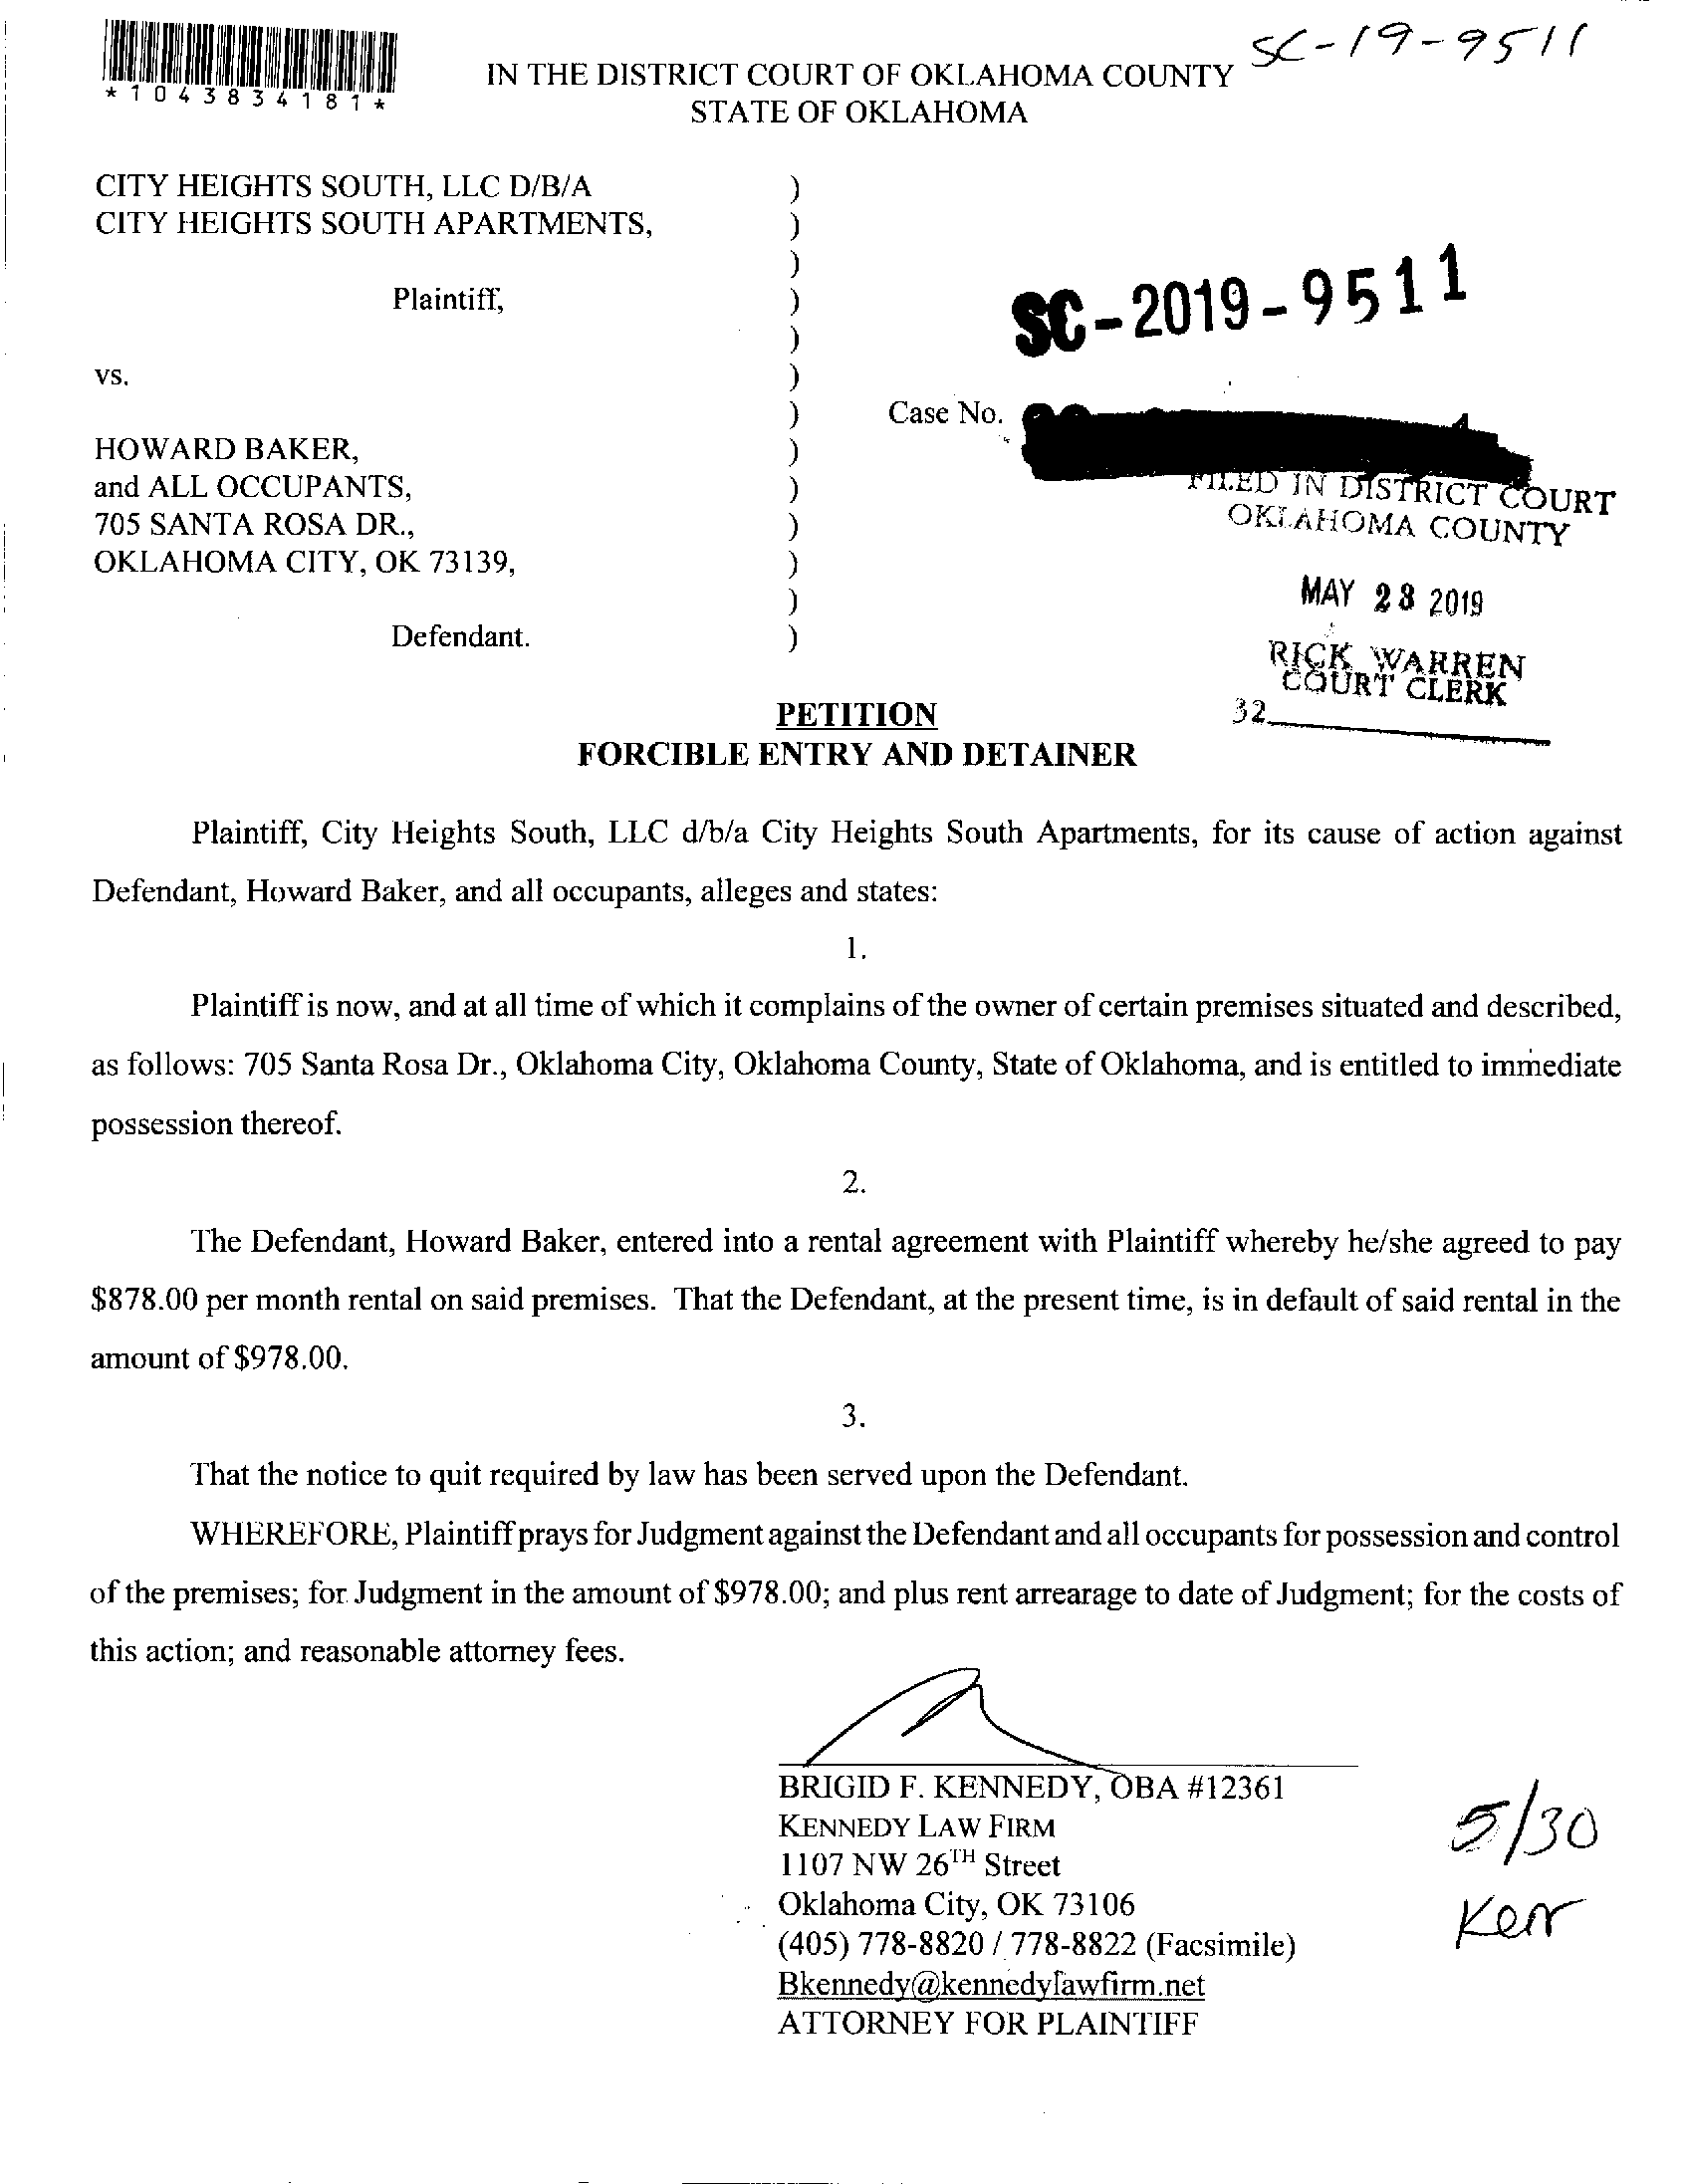 SC-19-9511
*1043834181*
IN THE DISTRICT COURT OF OKLAHOMA COUNTY
STATE OF OKLAHOMA
CITY HEIGHTS SOUTH, LLC D/B/A )
CITY HEIGHTS SOUTH APARTMENTS, )
)
Plaintiff, )
SC-2019-9511
)
vs. )
) Case No.
HOWARD BAKER, )
and ALL OCCUPANTS, ) FILED IN DISTRICT COURT
705 SANTA ROSA DR., ) OKLAHOMA COUNTY
OKLAHOMA CITY, OK 73139, )
) MAY 28 2019
Defendant. )
RICK WARREN
COURT CLERK
32
PETITION
FORCIBLE ENTRY AND DETAINER
Plaintiff, City Heights South, LLC d/b/a City Heights South Apartments, for its cause of action against
Defendant, Howard Baker, and all occupants, alleges and states:
1.
Plaintiff is now, and at all time of which it complains of the owner of certain premises situated and described,
as follows: 705 Santa Rosa Dr., Oklahoma City, Oklahoma County, State of Oklahoma, and is entitled to immediate
possession thereof.
2.
The Defendant, Howard Baker, entered into a rental agreement with Plaintiff whereby he/she agreed to pay
$878.00 per month rental on said premises. That the Defendant, at the present time, is in default of said rental in the
amount of $978.00.
3.
That the notice to quit required by law has been served upon the Defendant.
WHEREFORE, Plaintiff prays for Judgment against the Defendant and all occupants for possession and control
of the premises; for Judgment in the amount of $978.00; and plus rent arrearage to date of Judgment; for the costs of
this action; and reasonable attorney fees.
BRIGID F. KENNEDY, OBA #12361
KENNEDY LAW FIRM
1107 NW 26TH Street
Oklahoma City, OK 73106
(405) 778-8820 / 778-8822 (Facsimile)
Bkennedy@kennedylawfirm.net
ATTORNEY FOR PLAINTIFF
5/30
Kerr